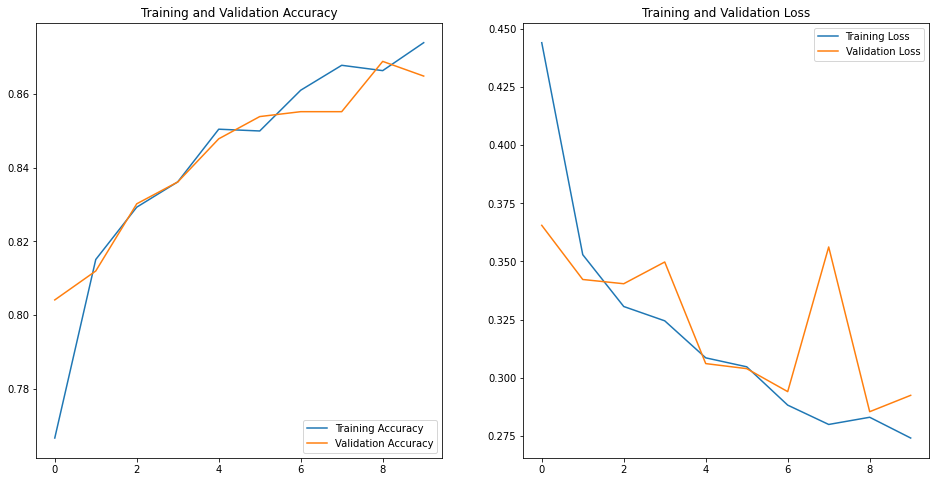 Training and Validation Accuracy
0.86
0.84
0.82
0.80
0.78
0 2 4 6 8
Training Accuracy
Validation Accuracy
Training and Validation Loss
0.450
0.425
0.400
0.375
0.350
0.325
0.300
0.275
0 2 4 6 8
Training Loss
Validation Loss